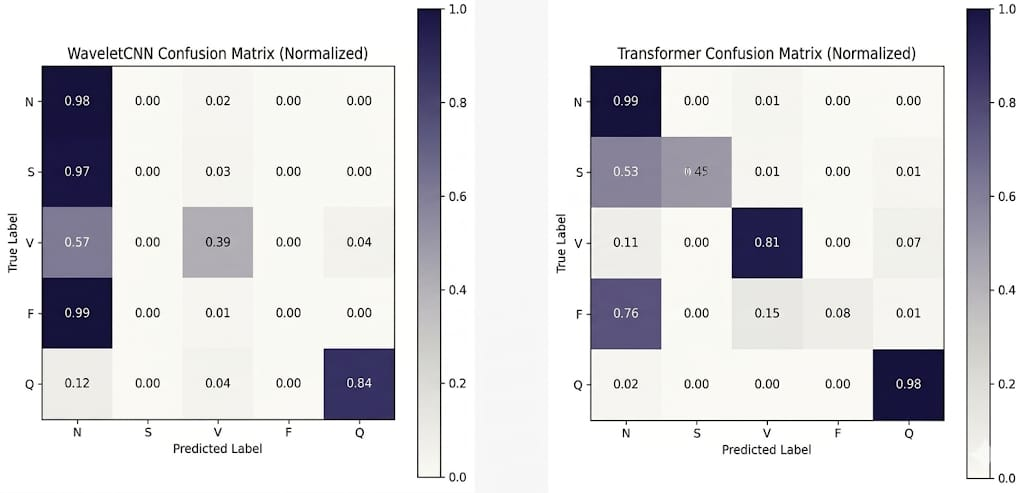 WaveletCNN Confusion Matrix (Normalized)
True Label
N 0.98 0.00 0.02 0.00 0.00
S 0.97 0.00 0.03 0.00 0.00
V 0.57 0.00 0.39 0.00 0.04
F 0.99 0.00 0.01 0.00 0.00
Q 0.12 0.00 0.04 0.00 0.84
N S V F Q
Predicted Label
1.0
0.8
0.6
0.4
0.2
0.0
Transformer Confusion Matrix (Normalized)
True Label
N 0.99 0.00 0.01 0.00 0.00
S 0.53 0.45 0.01 0.00 0.01
V 0.11 0.00 0.81 0.00 0.07
F 0.76 0.00 0.15 0.08 0.01
Q 0.02 0.00 0.00 0.00 0.98
N S V F Q
Predicted Label
1.0
0.8
0.6
0.4
0.2
0.0